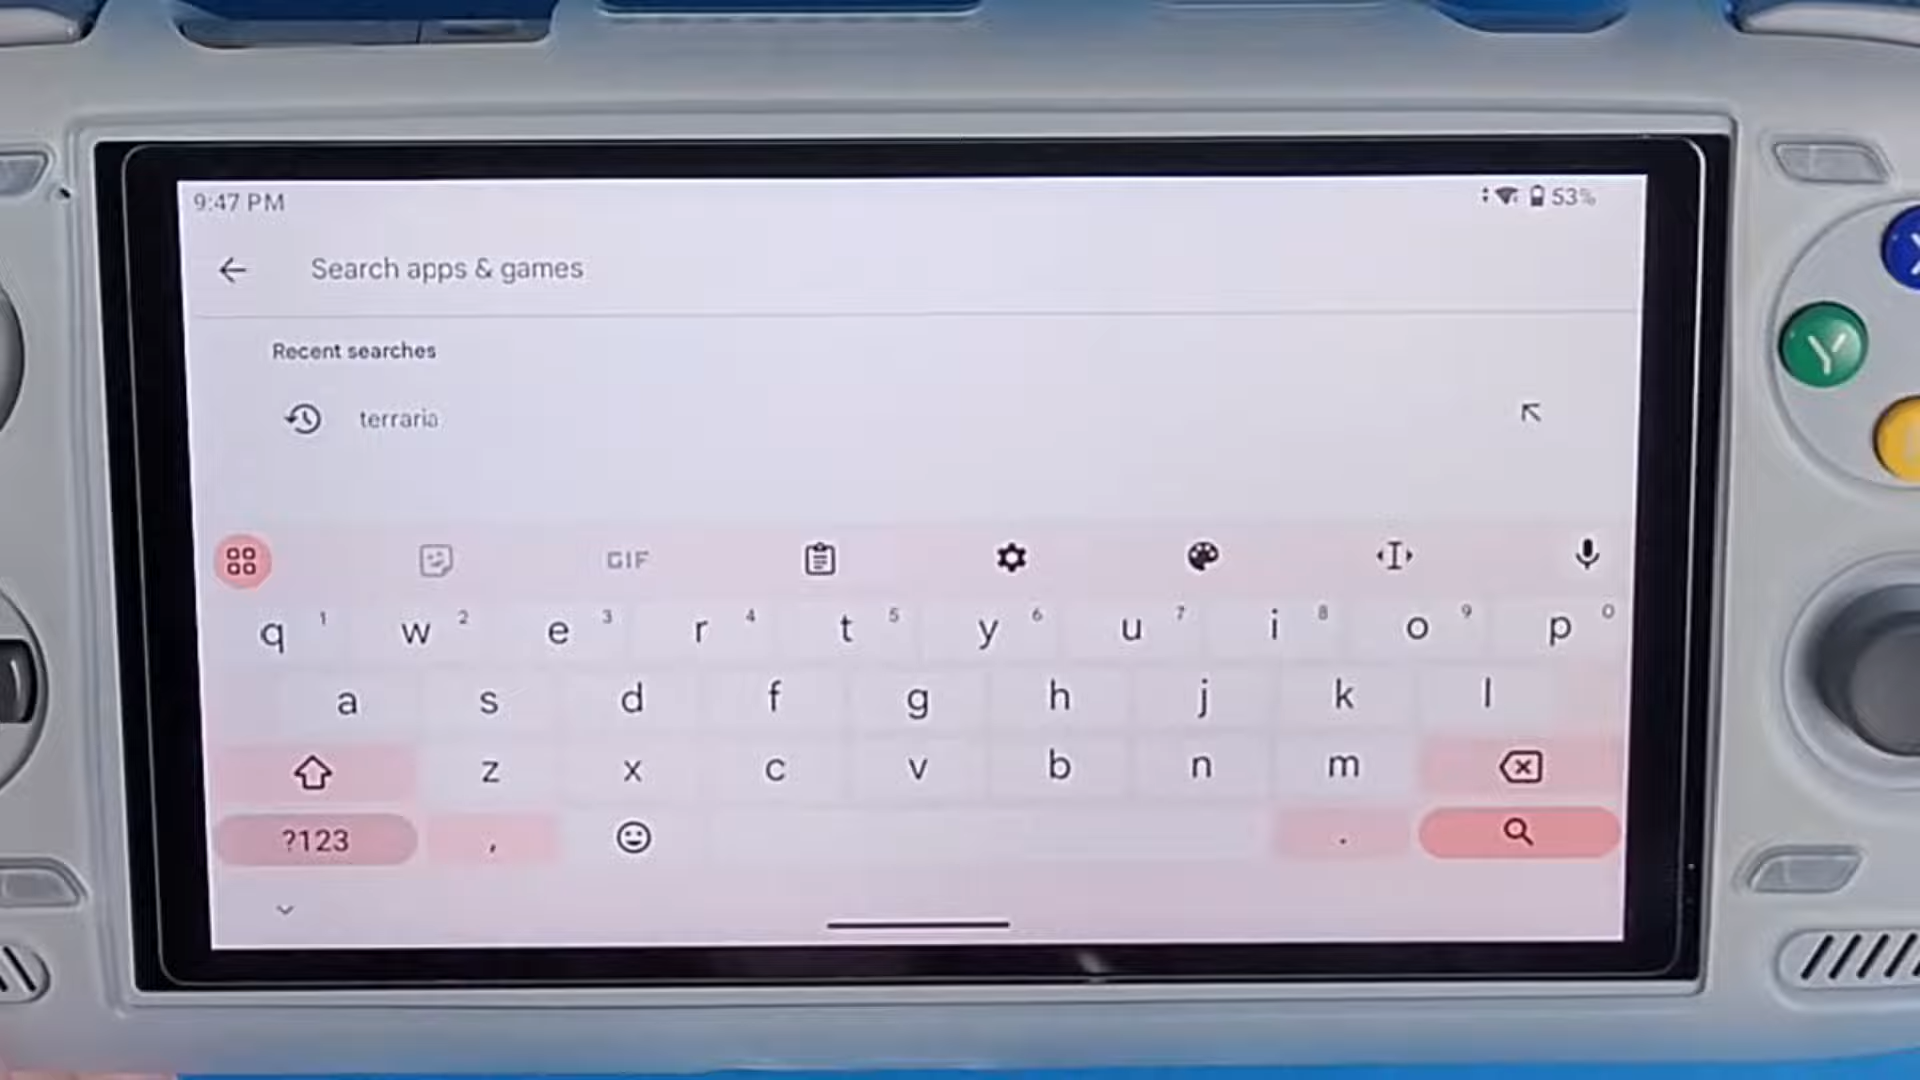 9:47 PM 53%
Search apps & games
Recent searches
terraria
GIF
q 1 w 2 e 3 r 4 t 5 y 6 u 7 i 8 o 9 p 0
a s d f g h j k l
z x c v b n m
?123 , .
Y